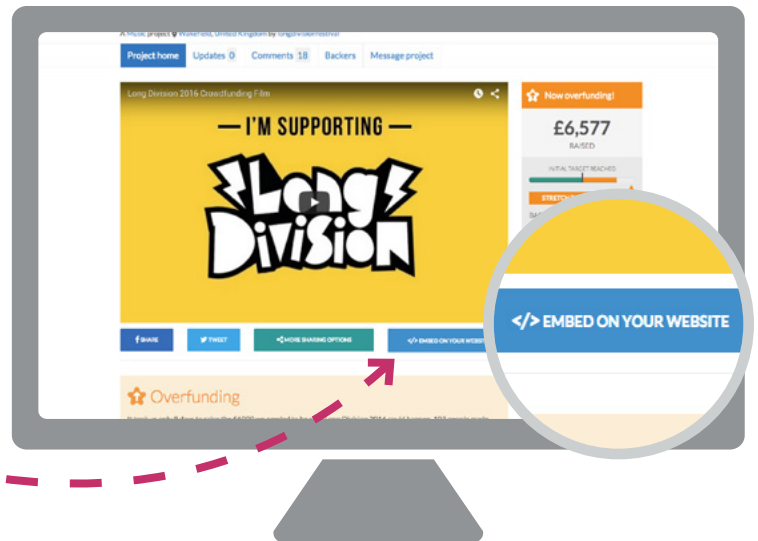 A Music project Wakefield, United Kingdom by longdivisionfestival
Project home Updates 0 Comments 18 Backers Message project
Long Division 2016 Crowdfunding Film
— I'M SUPPORTING —
Long
Division
Now overfunding!
£6,577
RAISED
INITIAL TARGET REACHED
STRETCH
SHARE
TWEET
MORE SHARING OPTIONS
</> EMBED ON YOUR WEBSITE
</> EMBED ON YOUR WEBSITE
Overfunding